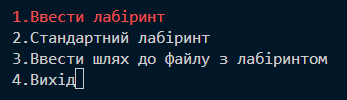 1.Ввести лабіринт
2.Стандартний лабіринт
3.Ввести шлях до файлу з лабіринтом
4.Вихід